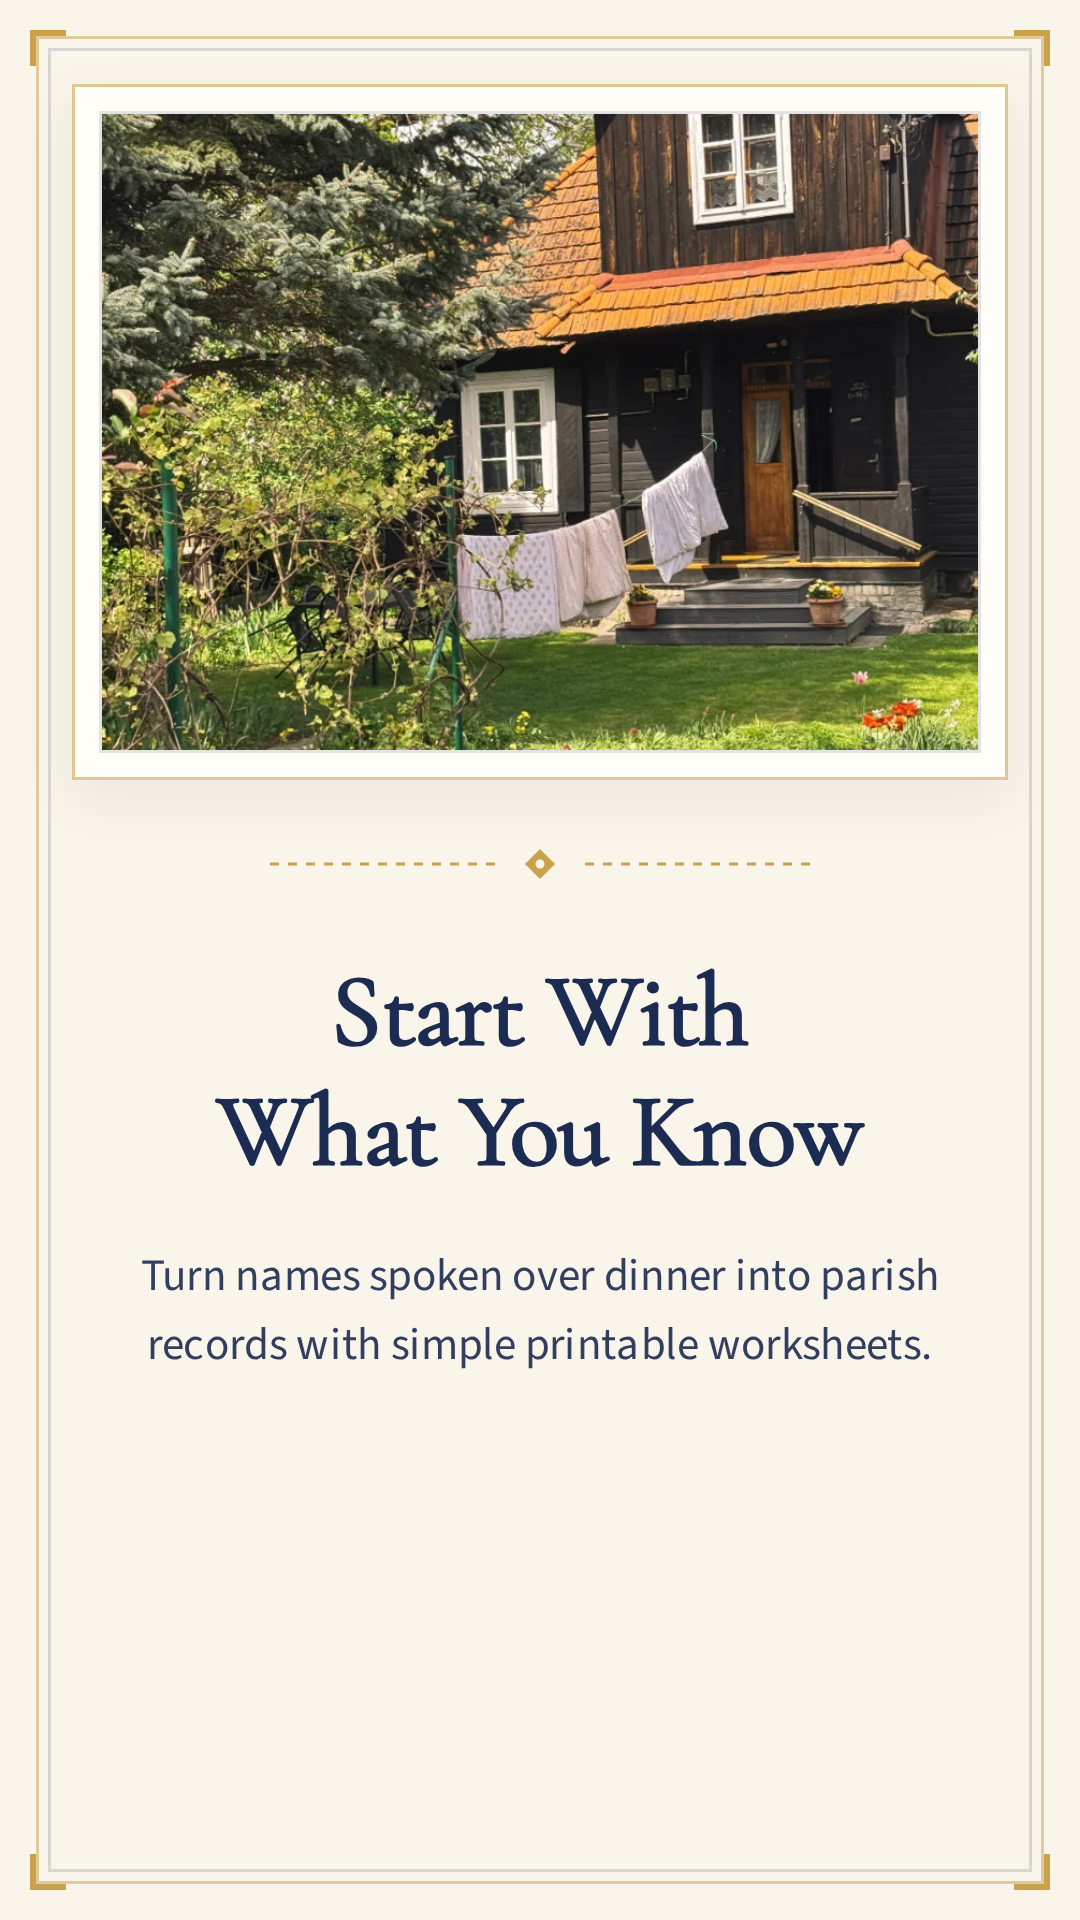 Start With
What You Know
Turn names spoken over dinner into parish
records with simple printable worksheets.